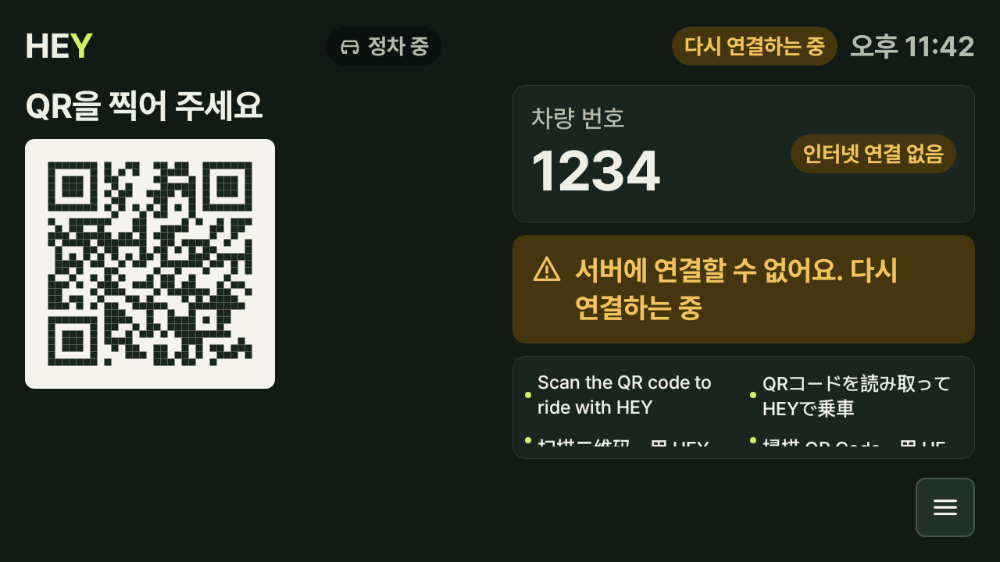 HEY
정차 중
다시 연결하는 중
오후 11:42
QR을 찍어 주세요
차량 번호
1234
인터넷 연결 없음
서버에 연결할 수 없어요. 다시
연결하는 중
Scan the QR code to
ride with HEY
QRコードを読み取って
HEYで乗車